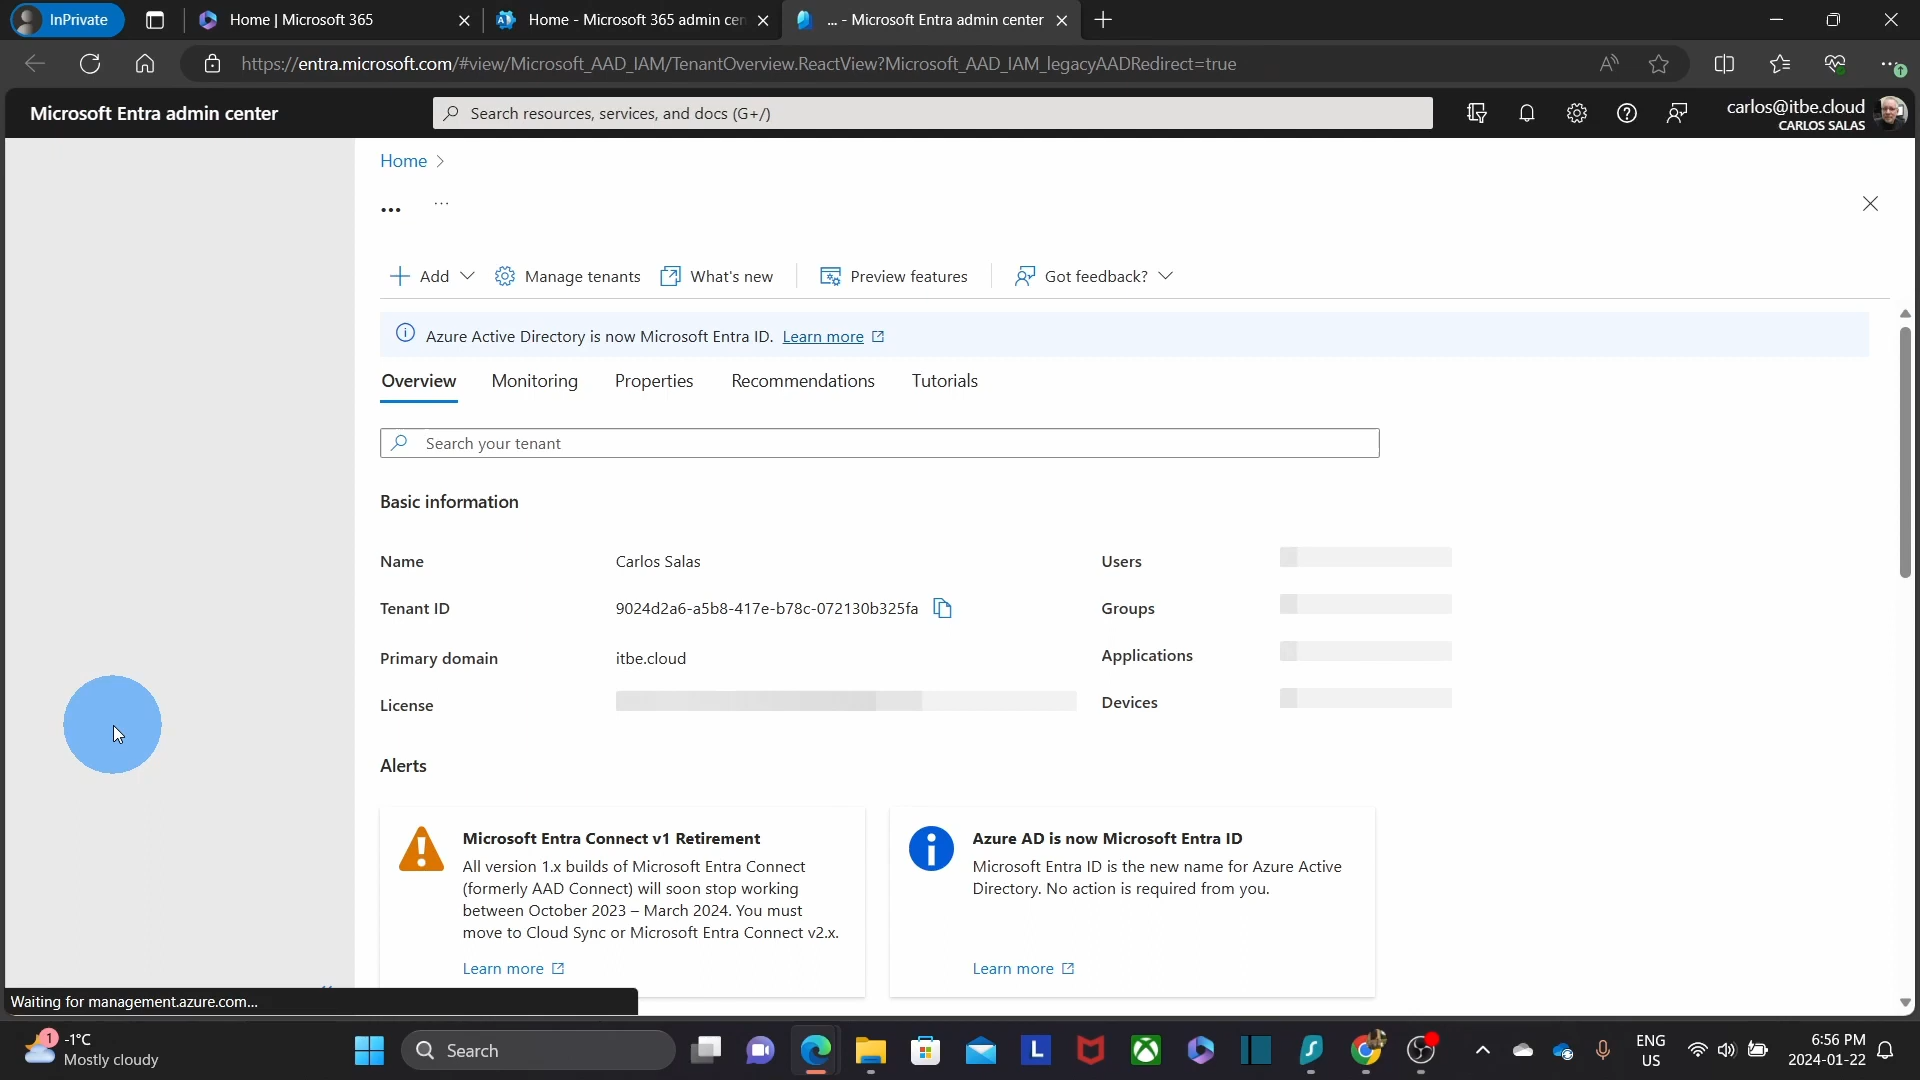 InPrivate
Home | Microsoft 365
Home - Microsoft 365 admin cen
... - Microsoft Entra admin center
https://entra.microsoft.com/#view/Microsoft_AAD_IAM/TenantOverview.ReactView?Microsoft_AAD_IAM_legacyAADRedirect=true
Microsoft Entra admin center
Search resources, services, and docs (G+/)
carlos@itbe.cloud
CARLOS SALAS
Home >
... ...
Add
Manage tenants
What's new
Preview features
Got feedback?
Azure Active Directory is now Microsoft Entra ID. Learn more
Overview
Monitoring
Properties
Recommendations
Tutorials
Search your tenant
Basic information
Name
Carlos Salas
Users
Tenant ID
9024d2a6-a5b8-417e-b78c-072130b325fa
Groups
Primary domain
itbe.cloud
Applications
License
Devices
Alerts
Microsoft Entra Connect v1 Retirement
All version 1.x builds of Microsoft Entra Connect
(formerly AAD Connect) will soon stop working
between October 2023 – March 2024. You must
move to Cloud Sync or Microsoft Entra Connect v2.x.
Learn more
Azure AD is now Microsoft Entra ID
Microsoft Entra ID is the new name for Azure Active
Directory. No action is required from you.
Learn more
Waiting for management.azure.com...
1
-1°C
Mostly cloudy
Search
L
ENG
US
6:56 PM
2024-01-22